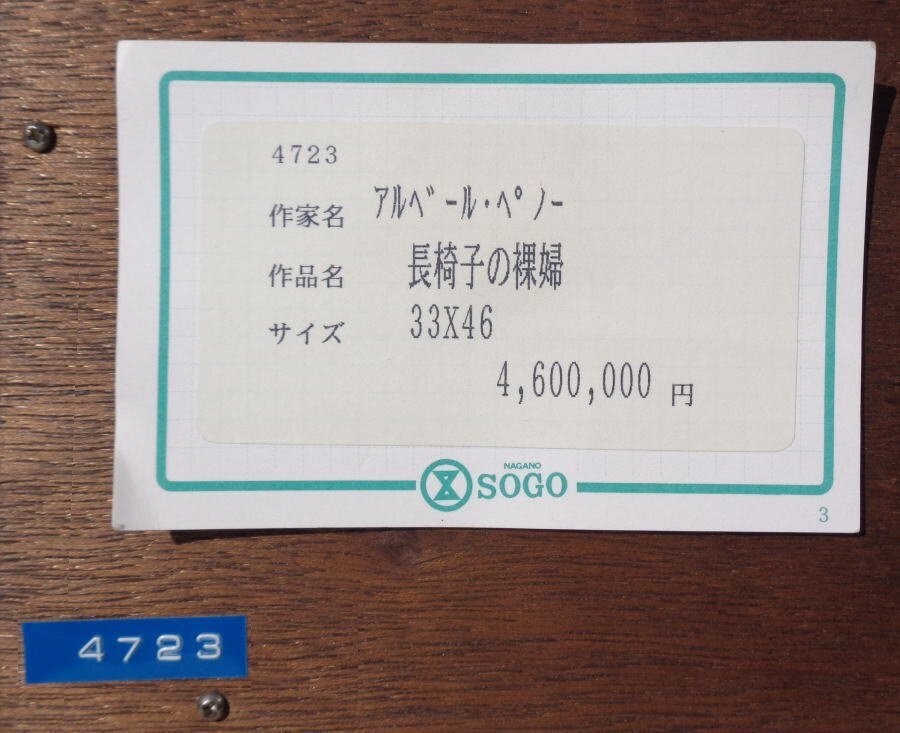 4723
作家名 ｱﾙﾍﾞｰﾙ・ﾍﾟﾉｰ
作品名 長椅子の裸婦
サイズ 33X46
4,600,000 円
NAGANO
SOGO
3
4723